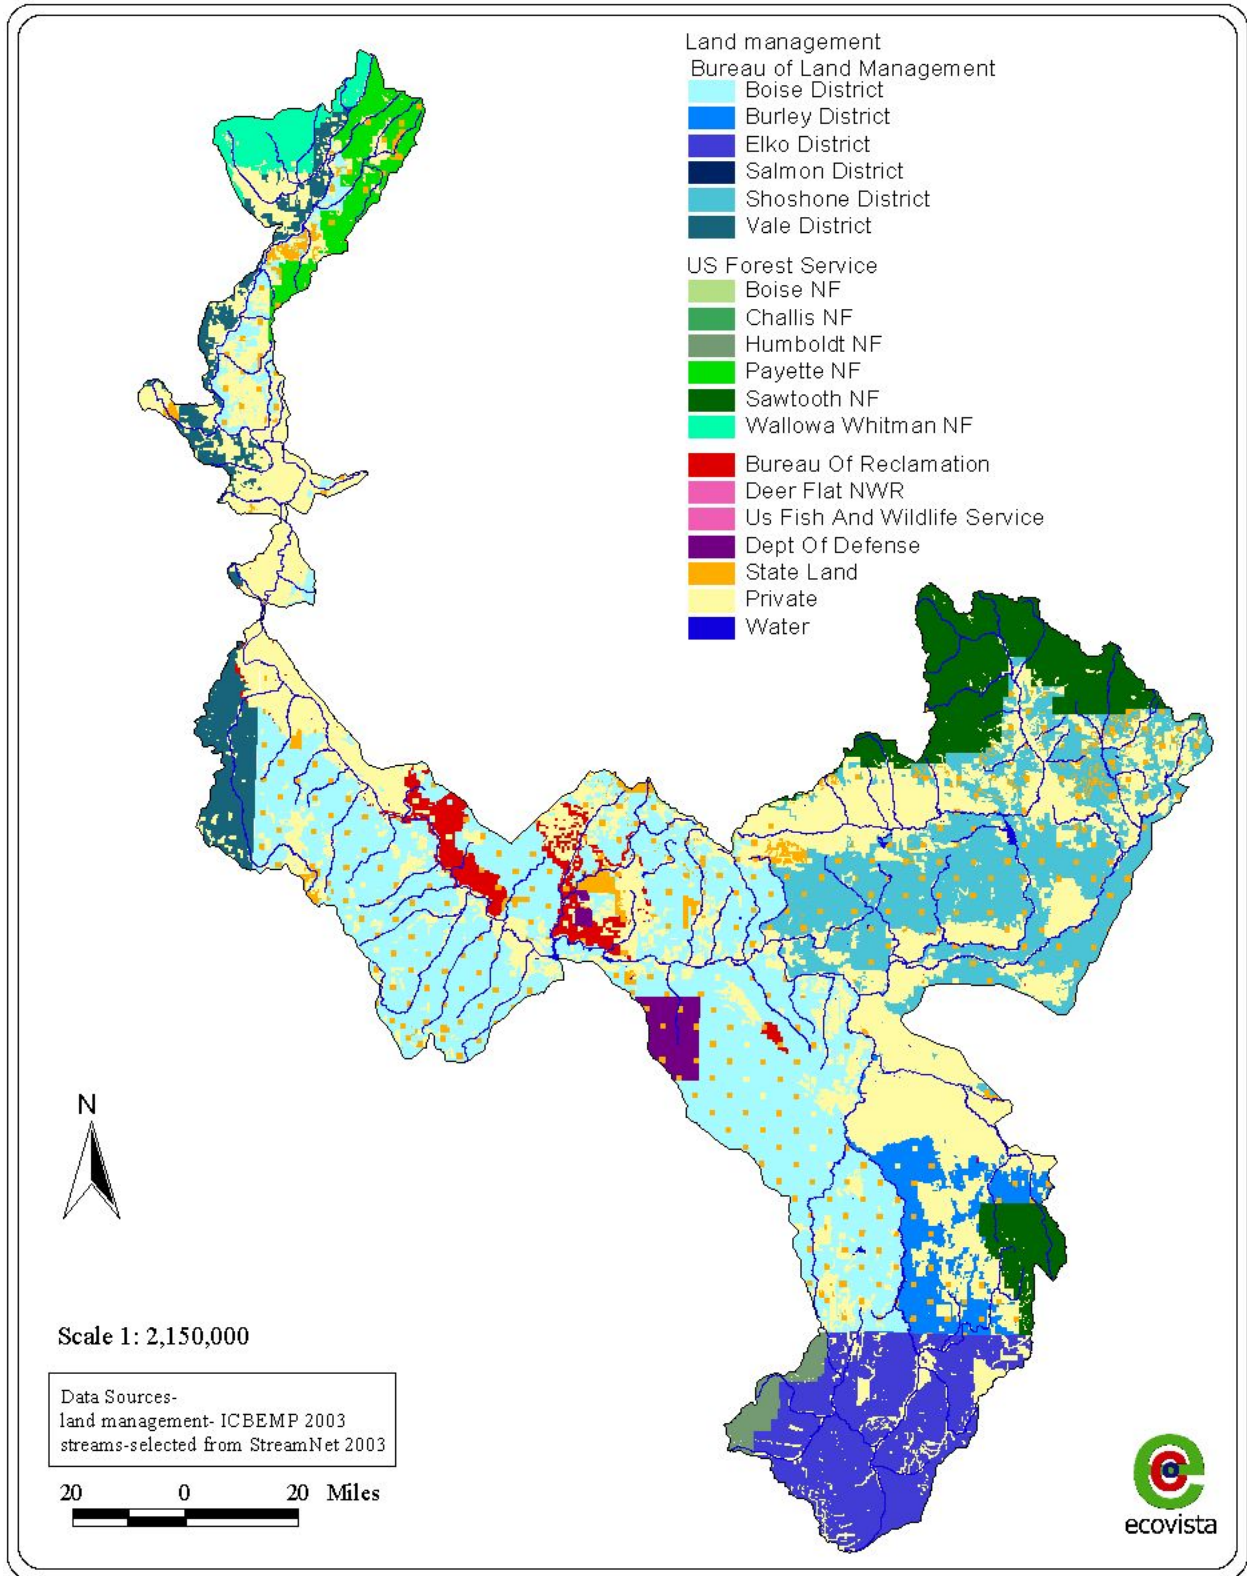 Land management
Bureau of Land Management
Boise District
Burley District
Elko District
Salmon District
Shoshone District
Vale District
US Forest Service
Boise NF
Challis NF
Humboldt NF
Payette NF
Sawtooth NF
Wallowa Whitman NF
Bureau Of Reclamation
Deer Flat NWR
Us Fish And Wildlife Service
Dept Of Defense
State Land
Private
Water
N
Scale 1: 2,150,000
Data Sources-
land management- ICBEMP 2003
streams-selected from StreamNet 2003
20 0 20 Miles
ecovista